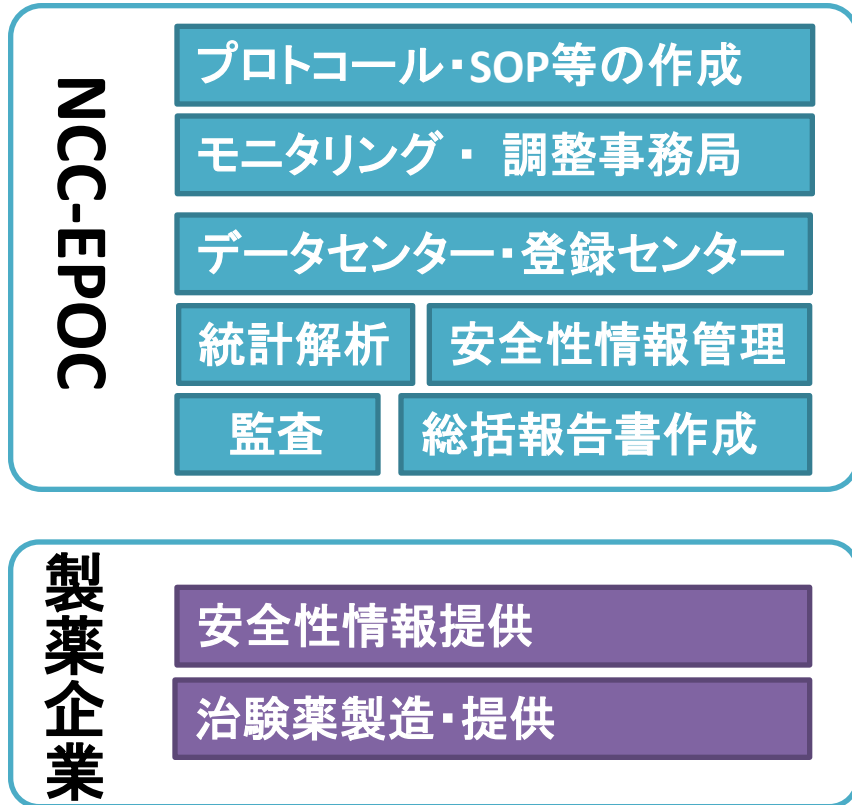 NCC-EPOC
プロトコール・SOP等の作成
モニタリング・ 調整事務局
データセンター・登録センター
統計解析
安全性情報管理
監査
総括報告書作成
製薬企業
安全性情報提供
治験薬製造・提供